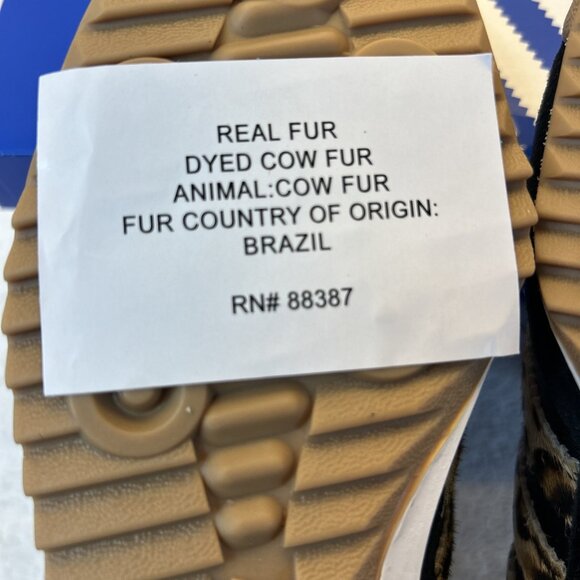 REAL FUR
DYED COW FUR
ANIMAL:COW FUR
FUR COUNTRY OF ORIGIN:
BRAZIL
RN# 88387